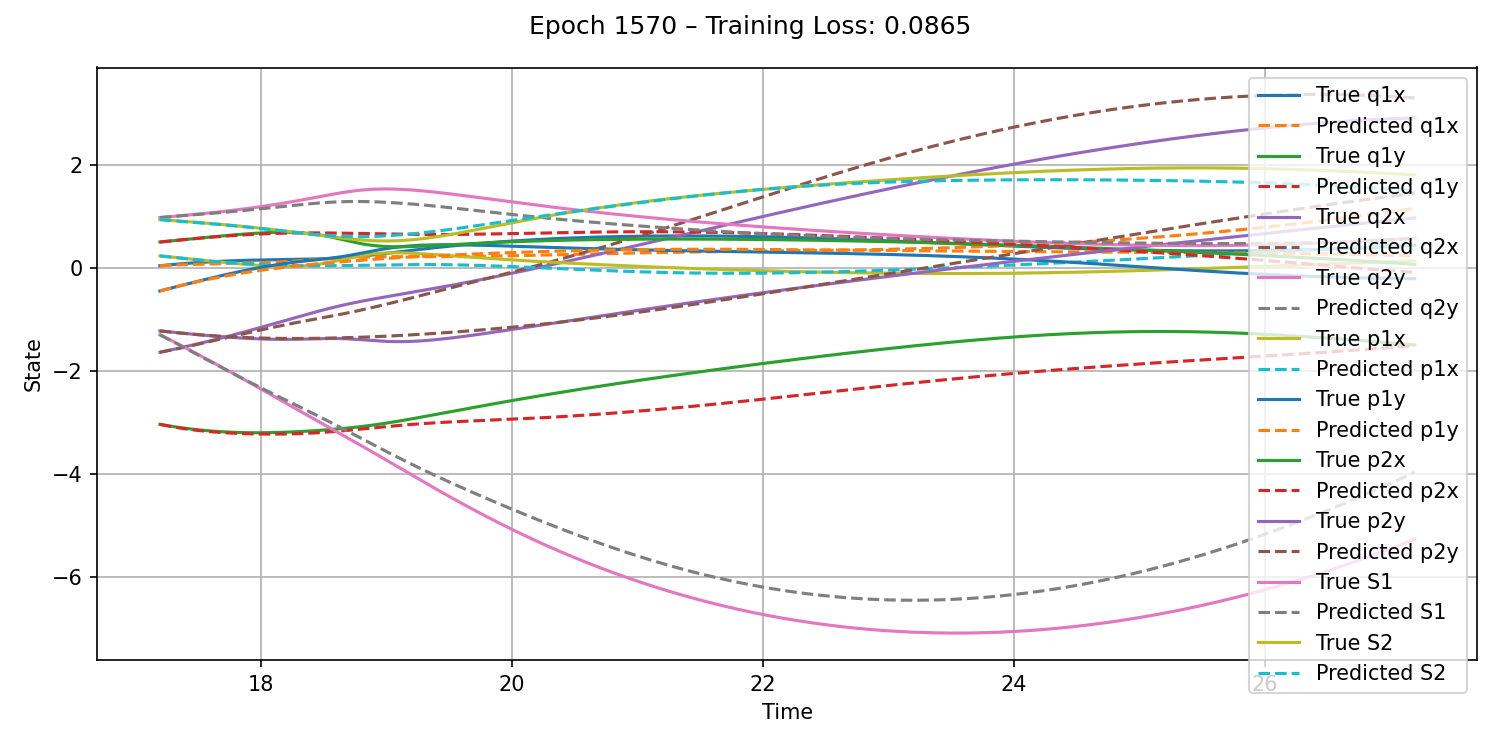 Epoch 1570 – Training Loss: 0.0865
State
2
0
−2
−4
−6
18
20
22
24
26
Time
True q1x
Predicted q1x
True q1y
Predicted q1y
True q2x
Predicted q2x
True q2y
Predicted q2y
True p1x
Predicted p1x
True p1y
Predicted p1y
True p2x
Predicted p2x
True p2y
Predicted p2y
True S1
Predicted S1
True S2
Predicted S2